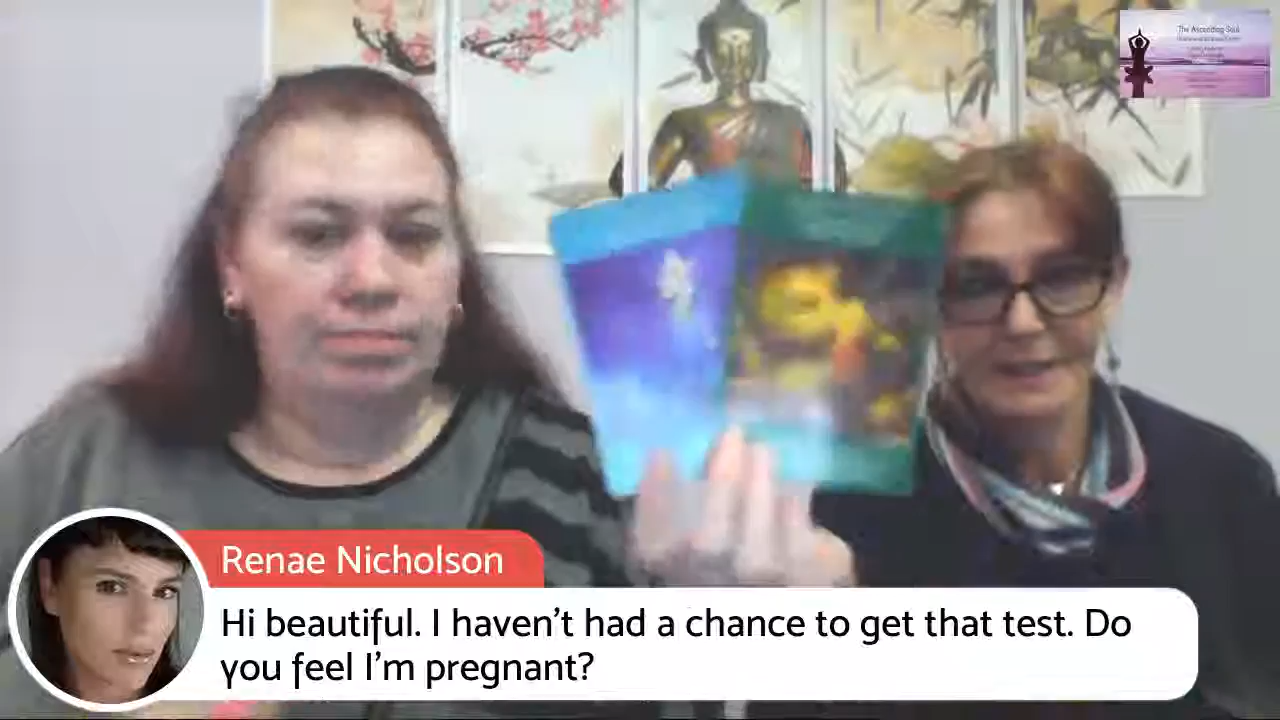 The Ascending Soul
Renae Nicholson
Hi beautiful. I haven't had a chance to get that test. Do
you feel I'm pregnant?